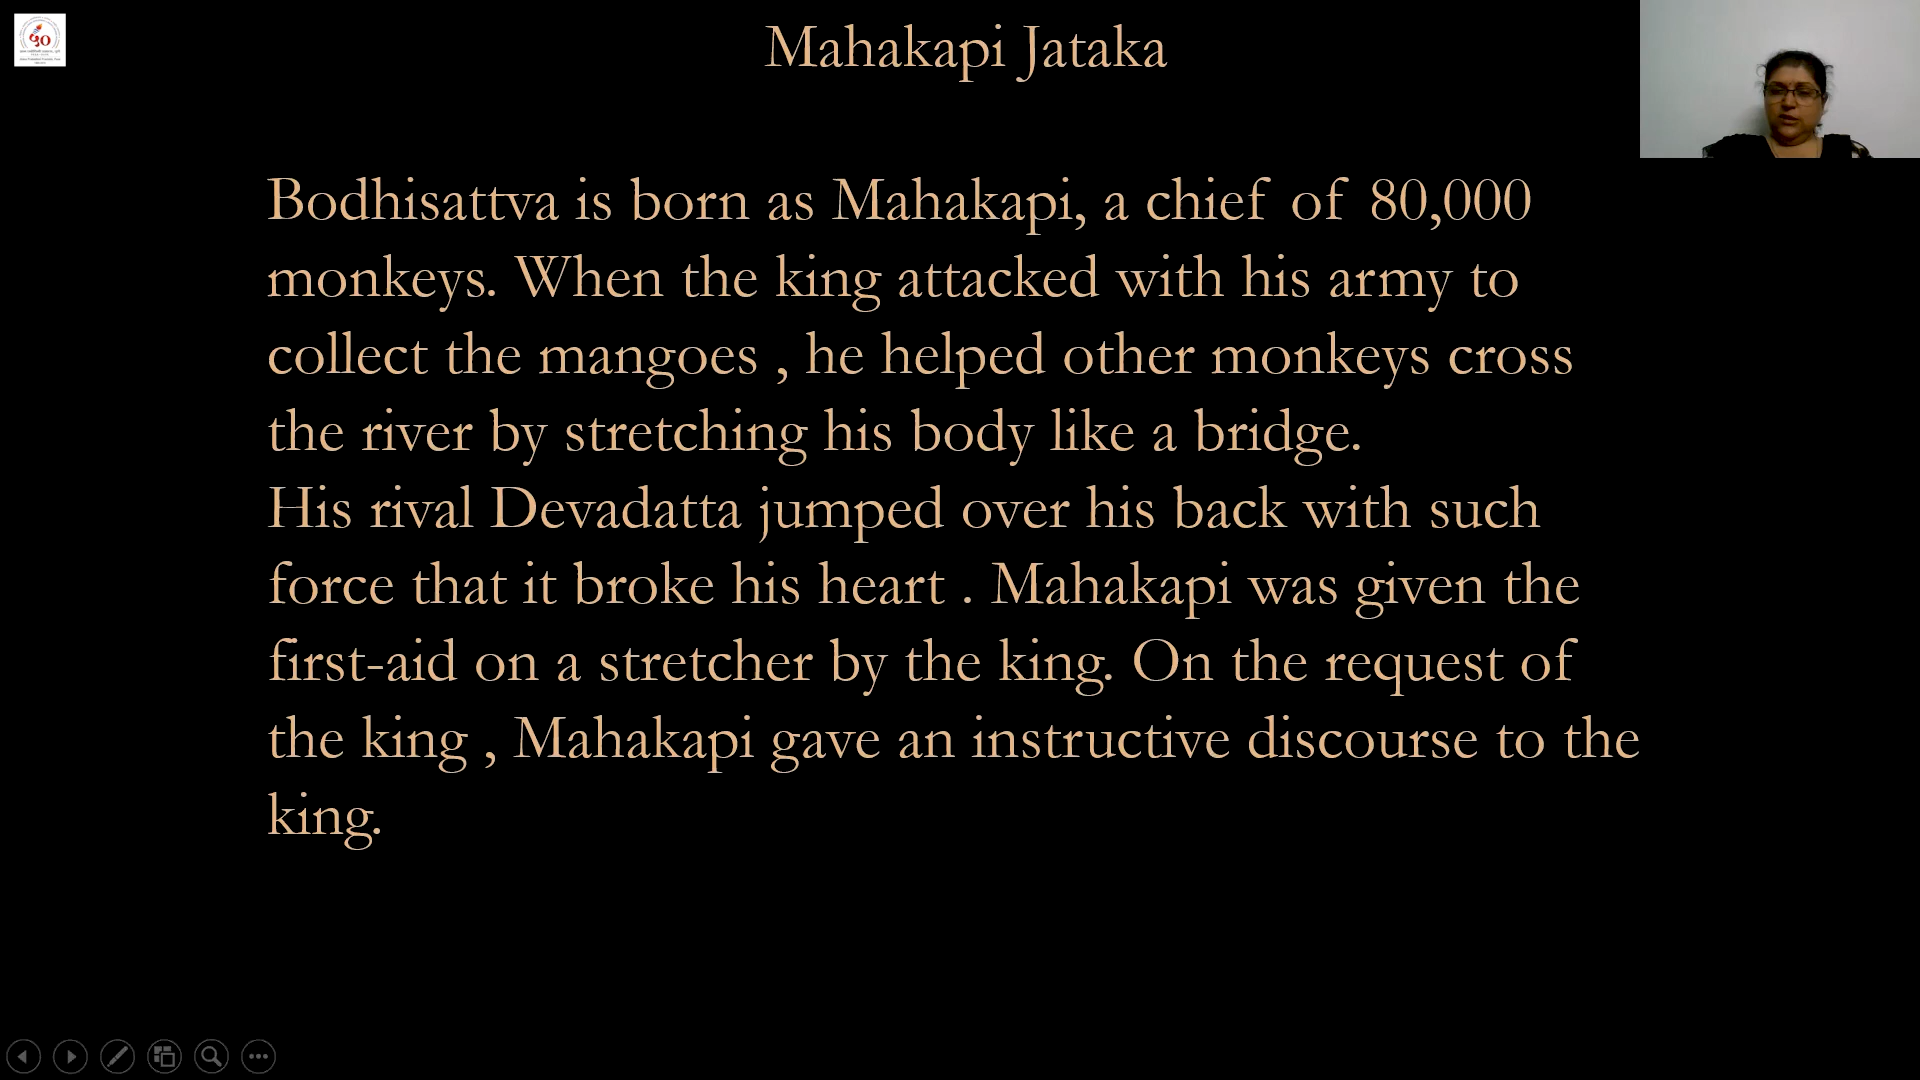 Mahakapi Jataka
Bodhisattva is born as Mahakapi, a chief of 80,000
monkeys. When the king attacked with his army to
collect the mangoes , he helped other monkeys cross
the river by stretching his body like a bridge.
His rival Devadatta jumped over his back with such
force that it broke his heart . Mahakapi was given the
first-aid on a stretcher by the king. On the request of
the king , Mahakapi gave an instructive discourse to the
king.